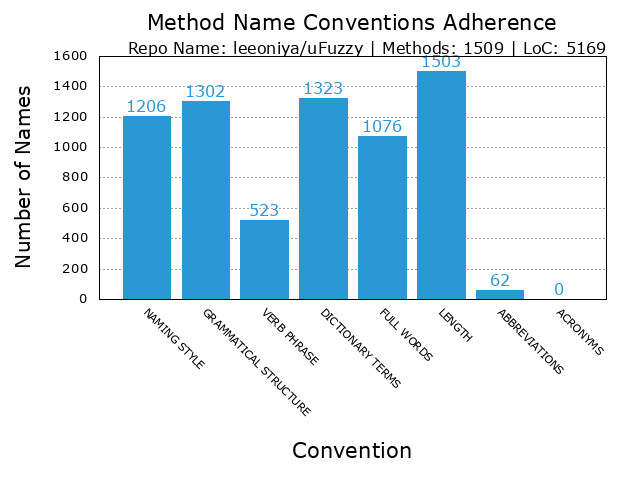 Method Name Conventions Adherence
Repo Name: leeoniya/uFuzzy | Methods: 1509 | LoC: 5169
Number of Names
1600
1400
1200
1000
800
600
400
200
0
1206
1302
523
1323
1076
1503
62
0
NAMING STYLE
GRAMMATICAL STRUCTURE
VERB PHRASE
DICTIONARY TERMS
FULL WORDS
LENGTH
ABBREVIATIONS
ACRONYMS
Convention